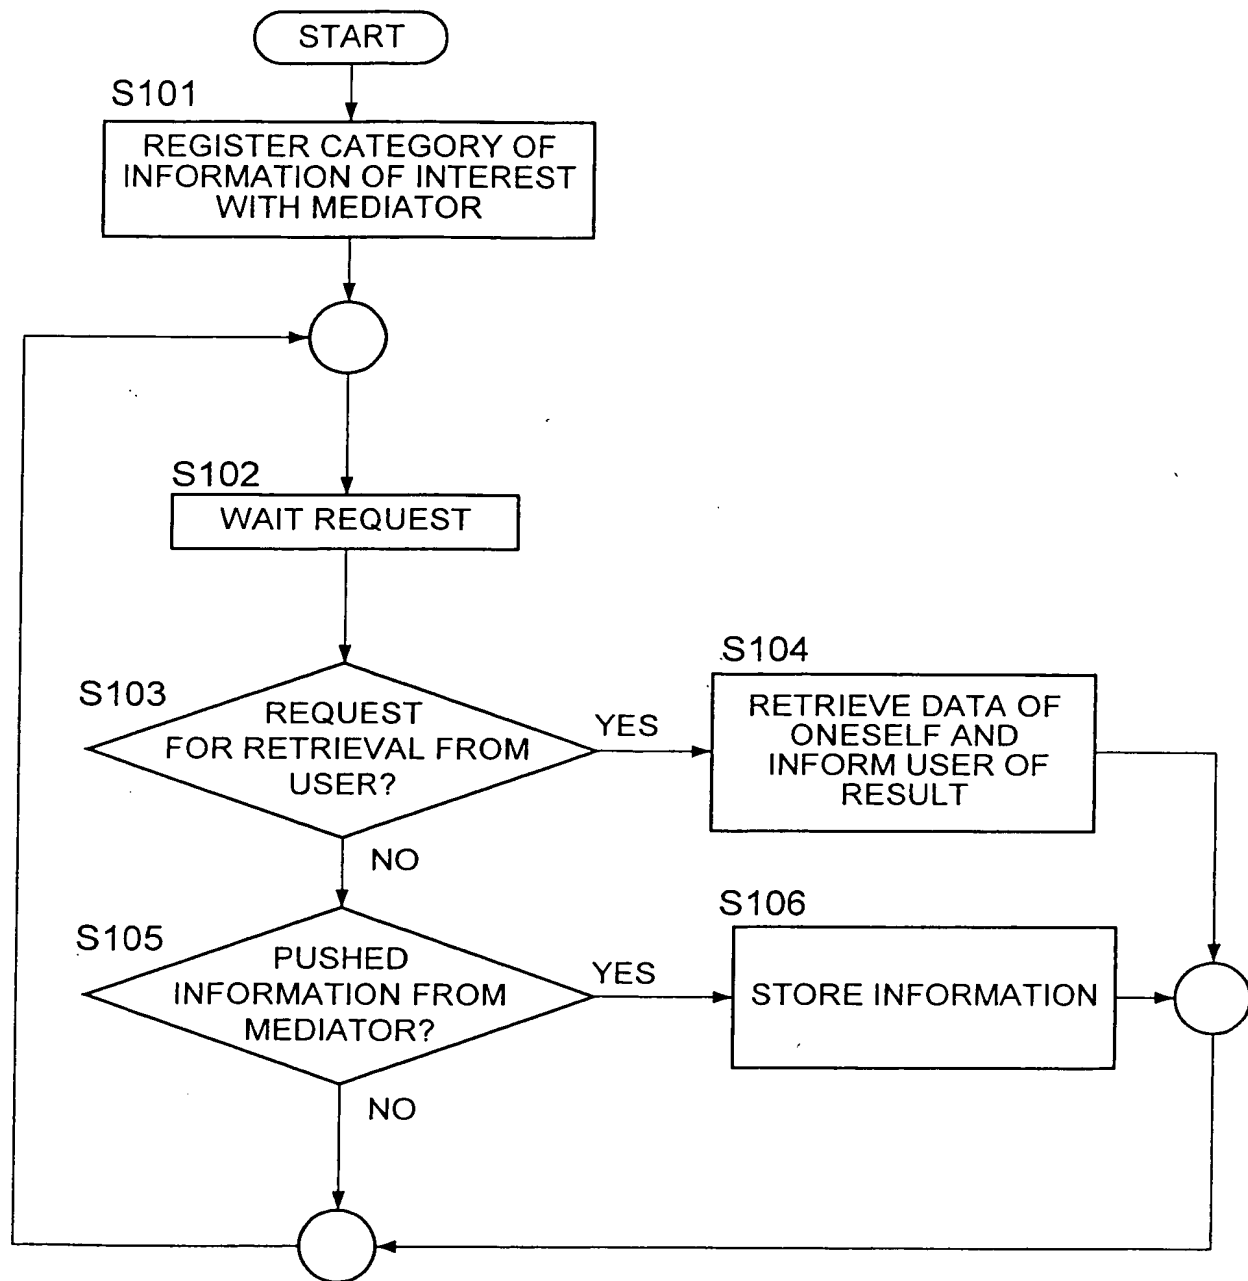 START
S101
REGISTER CATEGORY OF
INFORMATION OF INTEREST
WITH MEDIATOR
S102
WAIT REQUEST
S103
REQUEST
FOR RETRIEVAL FROM
USER?
YES
NO
S104
RETRIEVE DATA OF
ONESELF AND
INFORM USER OF
RESULT
S105
PUSHED
INFORMATION FROM
MEDIATOR?
YES
NO
S106
STORE INFORMATION